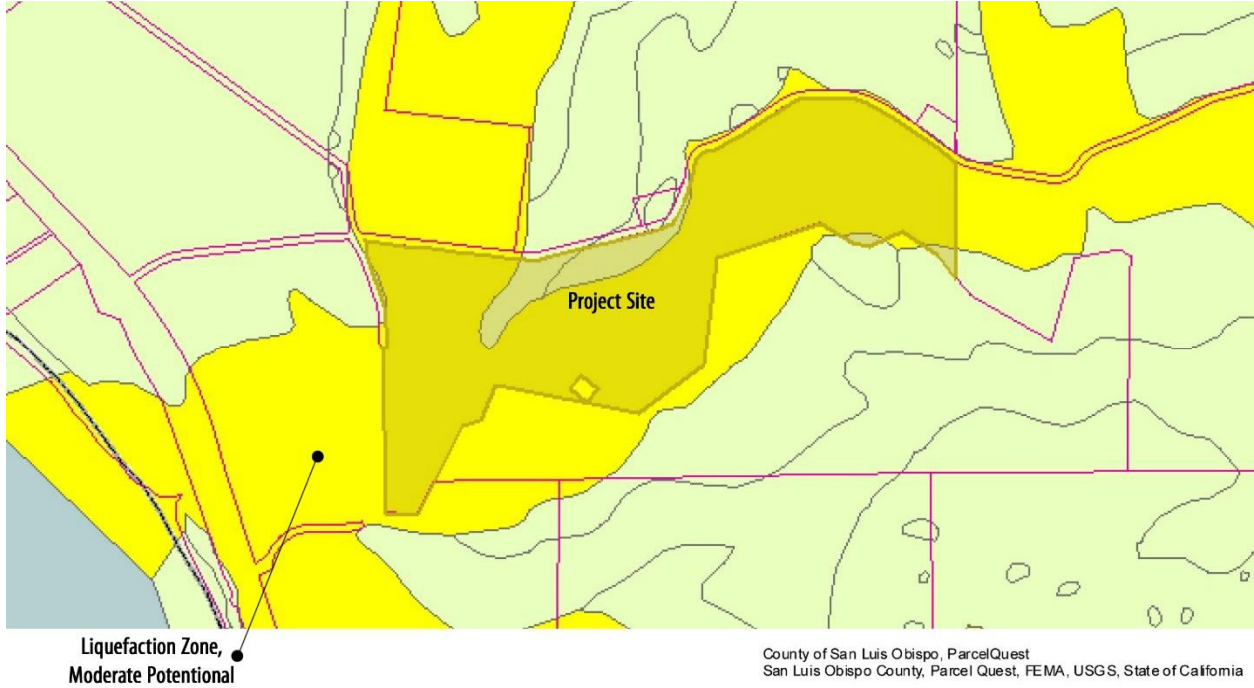 Project Site
Liquefaction Zone,
Moderate Potentional
County of San Luis Obispo, ParcelQuest
San Luis Obispo County, Parcel Quest, FEMA, USGS, State of California